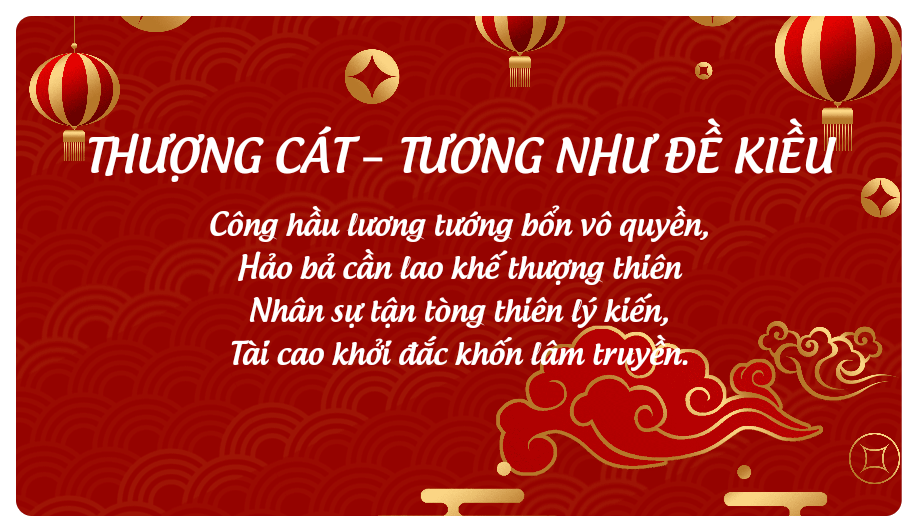 THƯỢNG CÁT – TƯƠNG NHƯ ĐỀ KIỀU
Công hầu lương tướng bổn vô quyền,
Hảo bả cần lao khế thượng thiên
Nhân sự tận tòng thiên lý kiến,
Tài cao khởi đắc khốn lâm truyền.